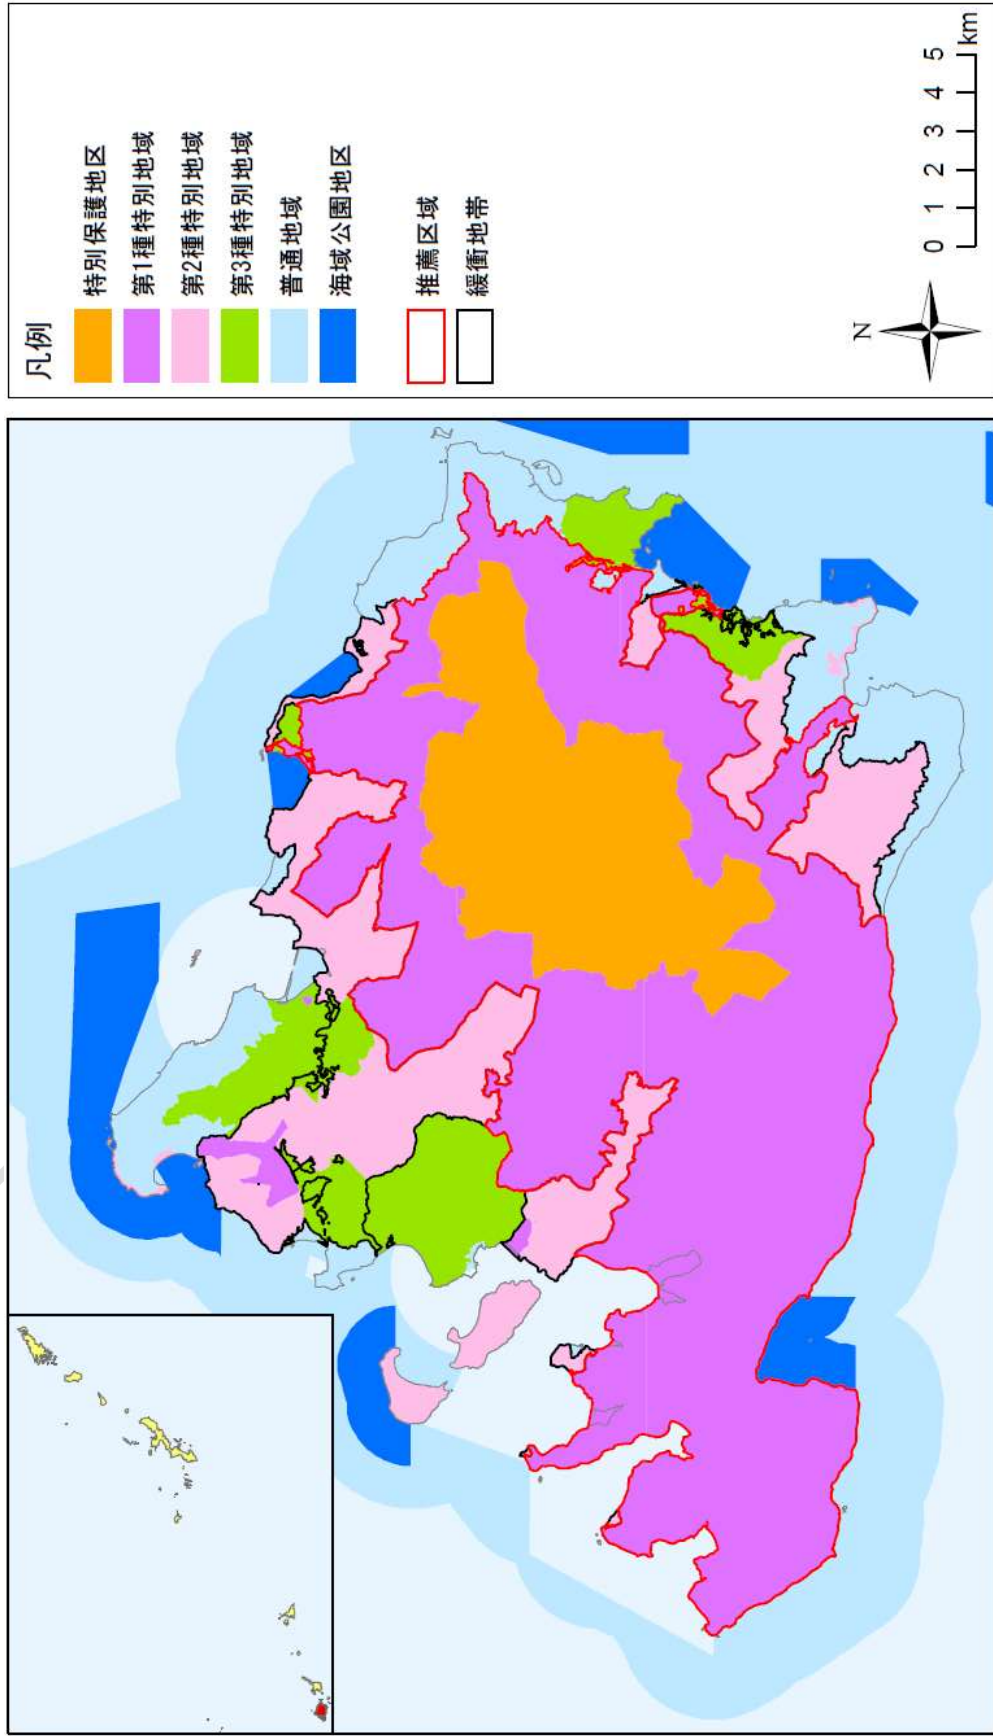 凡例
特別保護地区
第1種特別地域
第2種特別地域
第3種特別地域
普通地域
海域公園地区
推薦区域
緩衝地帯
N
0 1 2 3 4 5
km